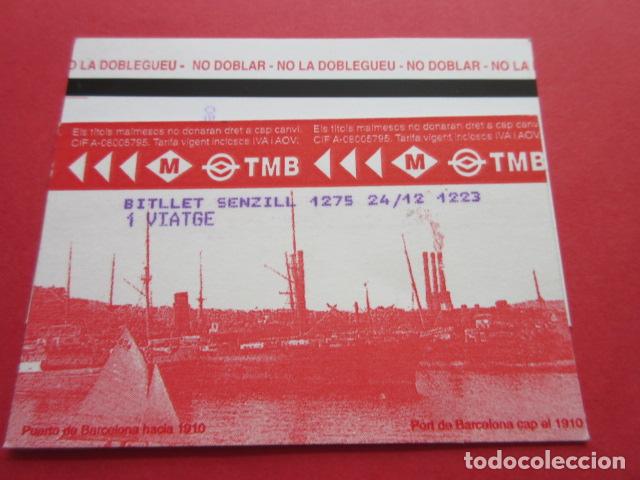 O LA DOBLEGUEU - NO DOBLAR - NO LA DOBLEGUEU - NO DOBLAR - NO LA
Els títols malmesos no donaran dret a cap canvi. Els títols malmesos no donaran dret a cap canvi.
CIF A-08005795. Tarifa vigent inclosos IVA i AOV. CIF A-08005795. Tarifa vigent inclosos IVA i AOV.
M TMB M TMB
BITLLET SENZILL 1275 24/12 1223
1 VIATGE
Puerto de Barcelona hacia 1910 Port de Barcelona cap el 1910
todocoleccion.net